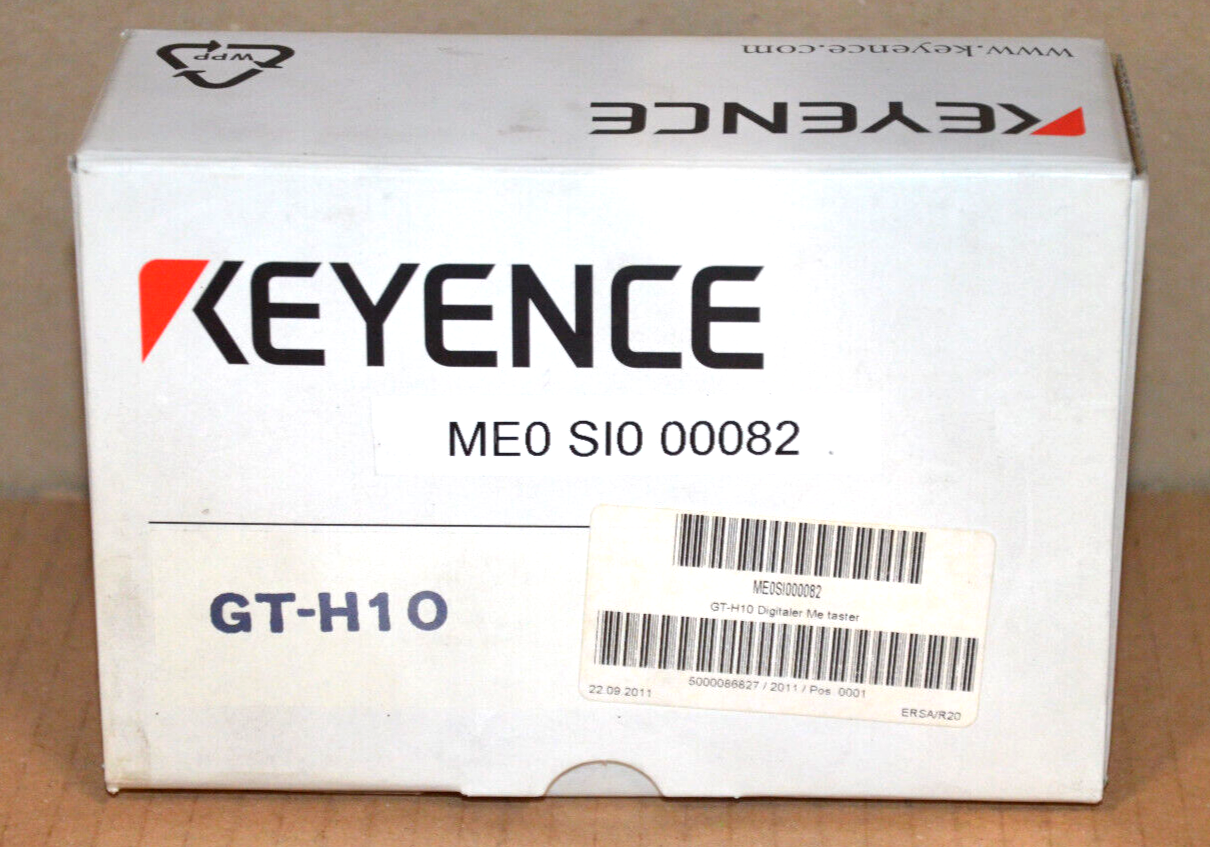 WPP
www.keyence.com
KEYENCE
KEYENCE
ME0 SI0 00082
GT-H10
ME0SI000082
GT-H10 Digitaler Me taster
5000086827 / 2011 / Pos 0001
22.09.2011
ERSA/R20